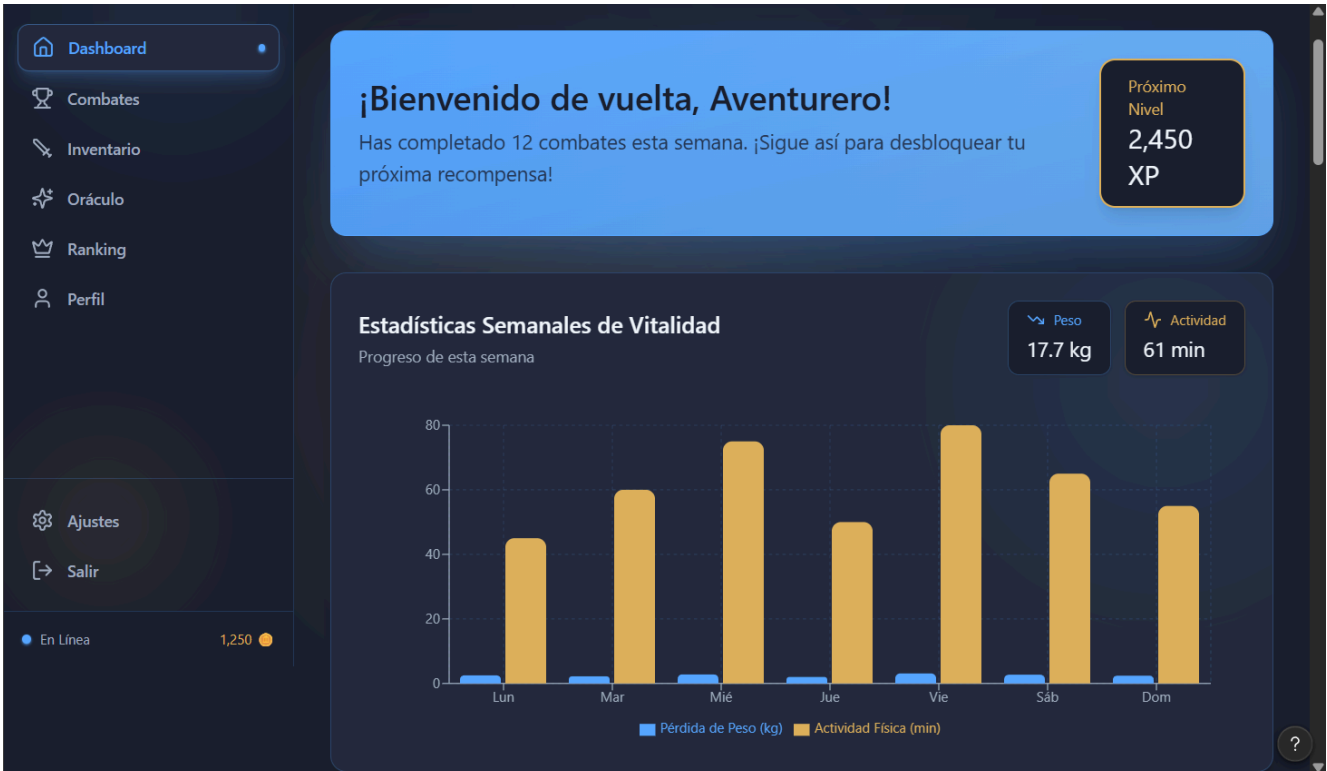 Dashboard
Combates
Inventario
Oráculo
Ranking
Perfil
Ajustes
Salir
En Línea
1,250
¡Bienvenido de vuelta, Aventurero!
Has completado 12 combates esta semana. ¡Sigue así para desbloquear tu
próxima recompensa!
Próximo
Nivel
2,450
XP
Estadísticas Semanales de Vitalidad
Progreso de esta semana
Peso
17.7 kg
Actividad
61 min
80
60
40
20
0
Lun Mar Mié Jue Vie Sáb Dom
Pérdida de Peso (kg) Actividad Física (min)
?